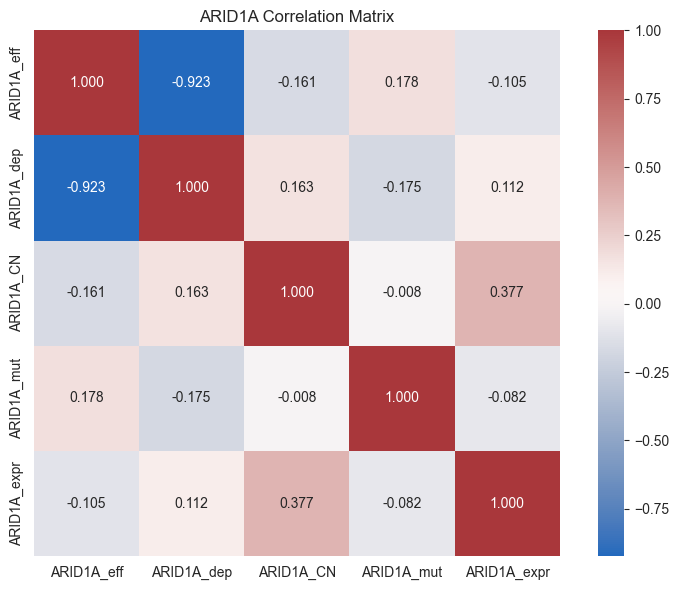 ARID1A Correlation Matrix
ARID1A_eff 1.000 -0.923 -0.161 0.178 -0.105
ARID1A_dep -0.923 1.000 0.163 -0.175 0.112
ARID1A_CN -0.161 0.163 1.000 -0.008 0.377
ARID1A_mut 0.178 -0.175 -0.008 1.000 -0.082
ARID1A_expr -0.105 0.112 0.377 -0.082 1.000
ARID1A_eff ARID1A_dep ARID1A_CN ARID1A_mut ARID1A_expr
1.00
0.75
0.50
0.25
0.00
-0.25
-0.50
-0.75